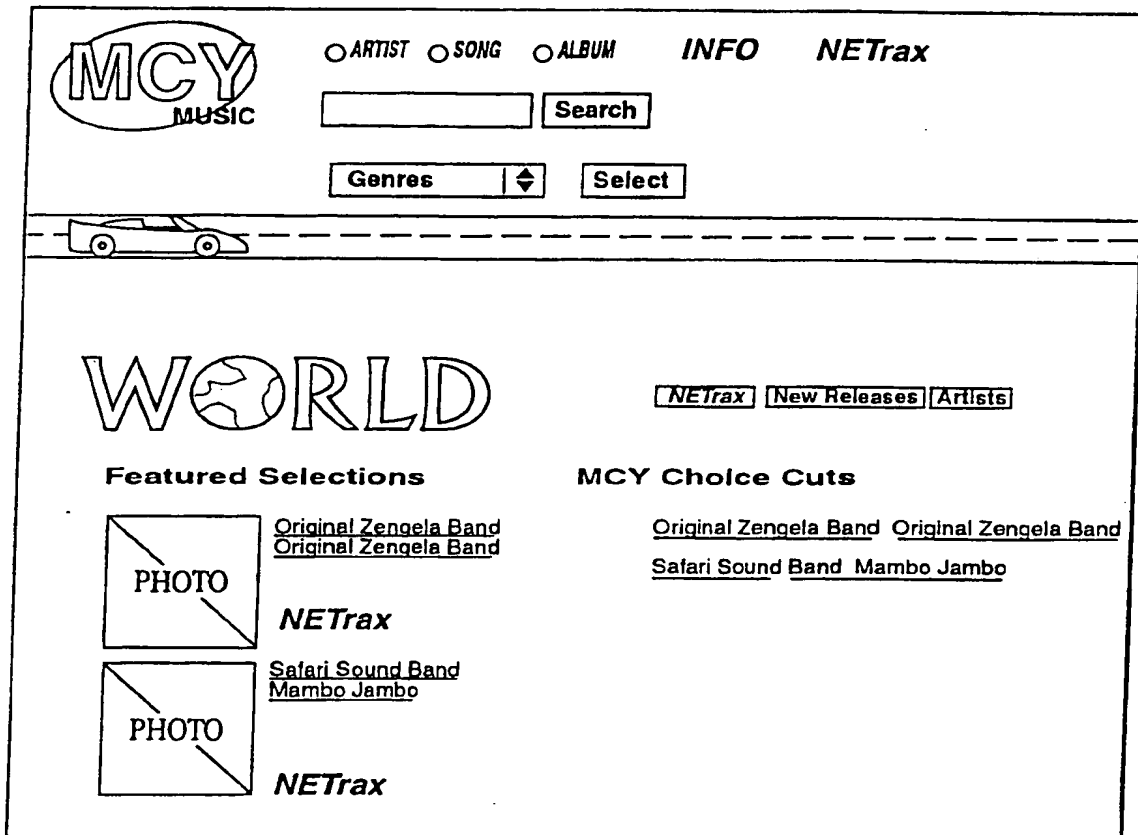 MCY MUSIC
ARTIST SONG ALBUM INFO NETrax
Search
Genres Select
WORLD
NETrax New Releases Artists
Featured Selections
MCY Choice Cuts
PHOTO
Original Zengela Band
Original Zengela Band
NETrax
PHOTO
Safari Sound Band
Mambo Jambo
NETrax
Original Zengela Band Original Zengela Band
Safari Sound Band Mambo Jambo